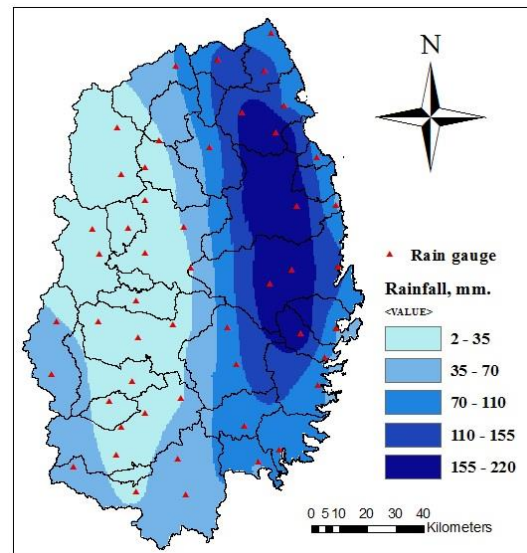 N
Rain gauge
Rainfall, mm.
<VALUE>
2 - 35
35 - 70
70 - 110
110 - 155
155 - 220
0 5 10 20 30 40
Kilometers